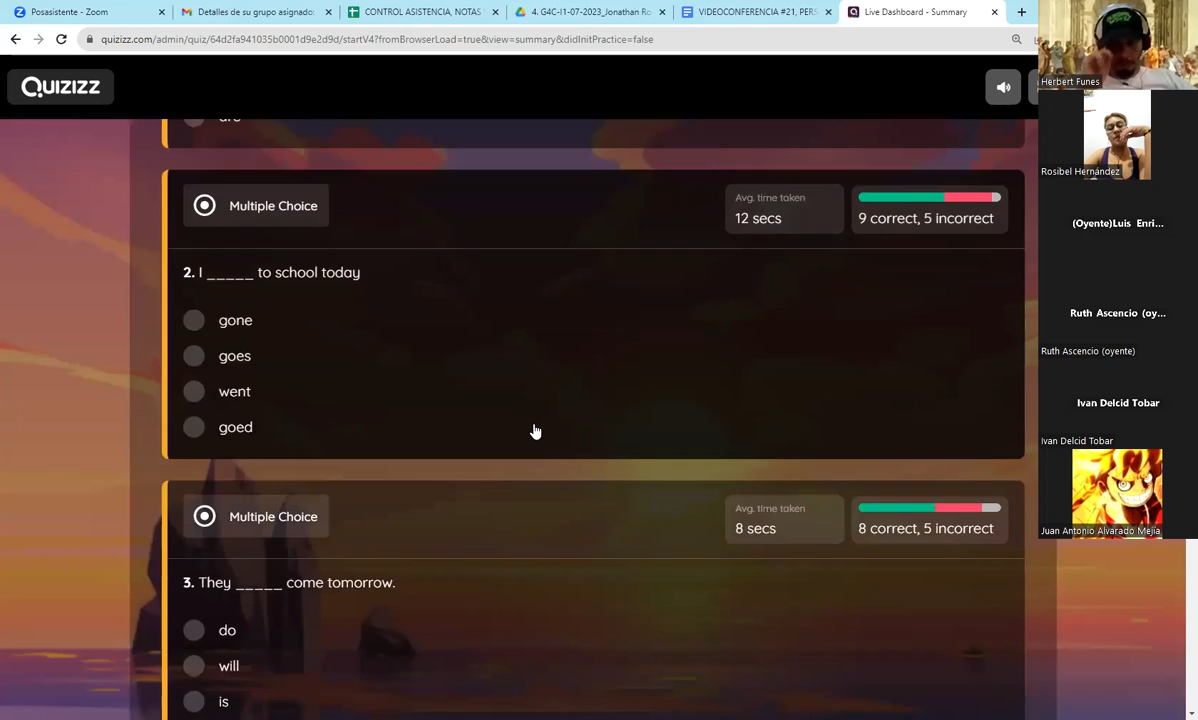 Posasistente - Zoom
Detalles de su grupo asignado:
CONTROL ASISTENCIA, NOTAS
4. G4C-I1-07-2023_Jonathan Ro
VIDEOCONFERENCIA #21, PERS
Live Dashboard - Summary
quizizz.com/admin/quiz/64d2fa941035b0001d9e2d9d/startV4?fromBrowserLoad=true&view=summary&didInitPractice=false
Quizizz
are
Multiple Choice
Avg. time taken
12 secs
9 correct, 5 incorrect
2. I _____ to school today
gone
goes
went
goed
Multiple Choice
Avg. time taken
8 secs
8 correct, 5 incorrect
3. They _____ come tomorrow.
do
will
is
Herbert Funes
Rosibel Hernández
(Oyente)Luis Enri...
Ruth Ascencio (oy...
Ruth Ascencio (oyente)
Ivan Delcid Tobar
Ivan Delcid Tobar
Juan Antonio Alvarado Mejia